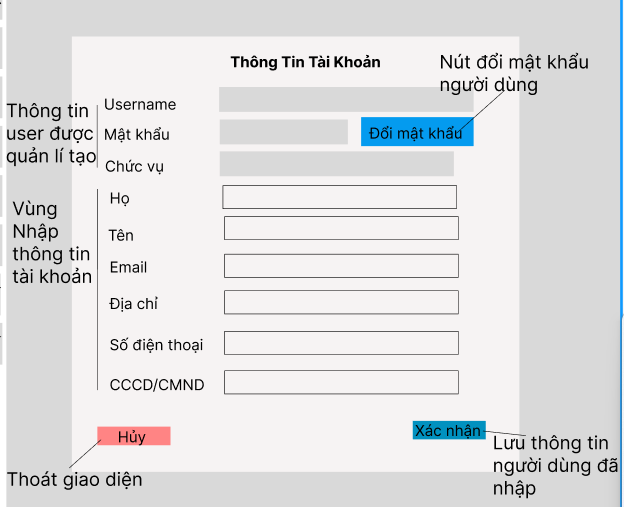 Thông Tin Tài Khoản
Nút đổi mật khẩu
người dùng
Thông tin
user được
quản lí tạo
Username
Mật khẩu
Đổi mật khẩu
Chức vụ
Vùng
Nhập
thông tin
tài khoản
Họ
Tên
Email
Địa chỉ
Số điện thoại
CCCD/CMND
Hủy
Xác nhận
Thoát giao diện
Lưu thông tin
người dùng đã
nhập